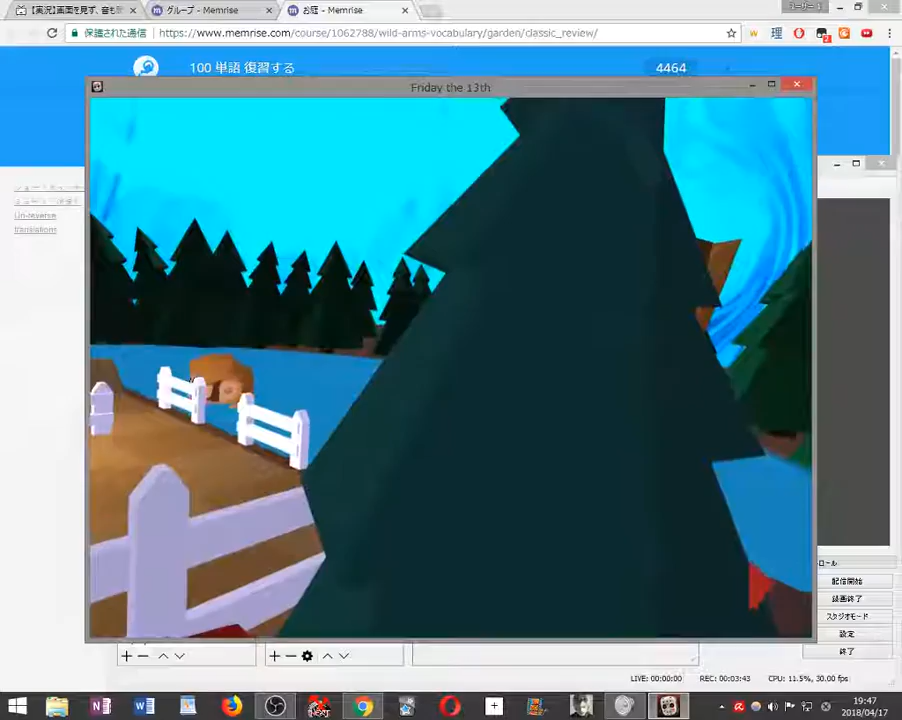 【実況】画面を見ず、音も
グループ - Memrise
お庭 - Memrise
保護された通信
https://www.memrise.com/course/1062788/wild-arms-vocabulary/garden/classic_review/
100 単語 復習する
4464
Friday the 13th
Un-reverse
translations
ロール
配信開始
録画終了
スタジオモード
設定
終了
LIVE: 00:00:00
REC: 00:03:43
CPU: 11.5%, 30.00 fps
19:47
2018/04/17